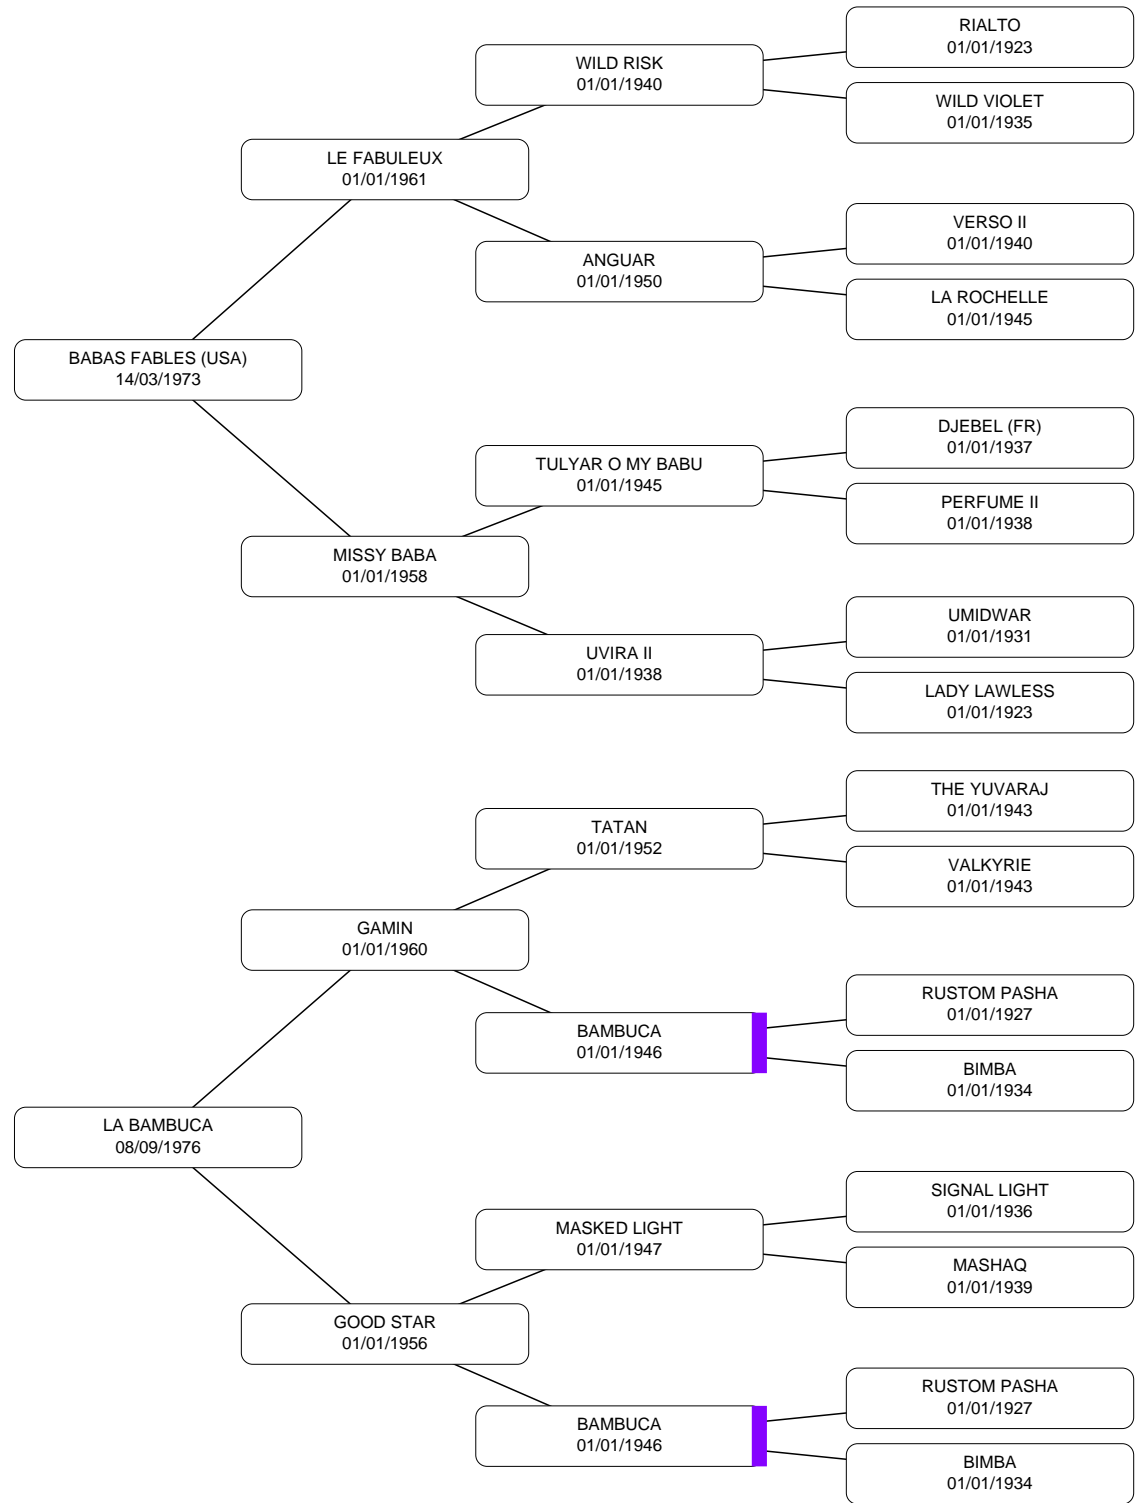 RIALTO
01/01/1923
WILD RISK
01/01/1940
WILD VIOLET
01/01/1935
LE FABULEUX
01/01/1961
VERSO II
01/01/1940
ANGUAR
01/01/1950
LA ROCHELLE
01/01/1945
BABAS FABLES (USA)
14/03/1973
DJEBEL (FR)
01/01/1937
TULYAR O MY BABU
01/01/1945
PERFUME II
01/01/1938
MISSY BABA
01/01/1958
UMIDWAR
01/01/1931
UVIRA II
01/01/1938
LADY LAWLESS
01/01/1923
THE YUVARAJ
01/01/1943
TATAN
01/01/1952
VALKYRIE
01/01/1943
GAMIN
01/01/1960
RUSTOM PASHA
01/01/1927
BAMBUCA
01/01/1946
BIMBA
01/01/1934
LA BAMBUCA
08/09/1976
SIGNAL LIGHT
01/01/1936
MASKED LIGHT
01/01/1947
MASHAQ
01/01/1939
GOOD STAR
01/01/1956
RUSTOM PASHA
01/01/1927
BAMBUCA
01/01/1946
BIMBA
01/01/1934